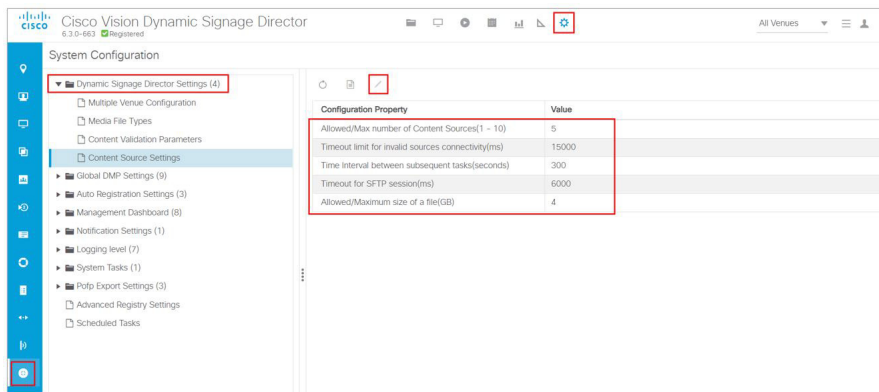 CISCO
Cisco Vision Dynamic Signage Director
6.3.0-663 Registered
All Venues
System Configuration
Dynamic Signage Director Settings (4)
Multiple Venue Configuration
Media File Types
Content Validation Parameters
Content Source Settings
Global DMP Settings (9)
Auto Registration Settings (3)
Management Dashboard (8)
Notification Settings (1)
Logging level (7)
System Tasks (1)
Pofp Export Settings (3)
Advanced Registry Settings
Scheduled Tasks
Configuration Property Value
Allowed/Max number of Content Sources(1 - 10) 5
Timeout limit for invalid sources connectivity(ms) 15000
Time Interval between subsequent tasks(seconds) 300
Timeout for SFTP session(ms) 6000
Allowed/Maximum size of a file(GB) 4